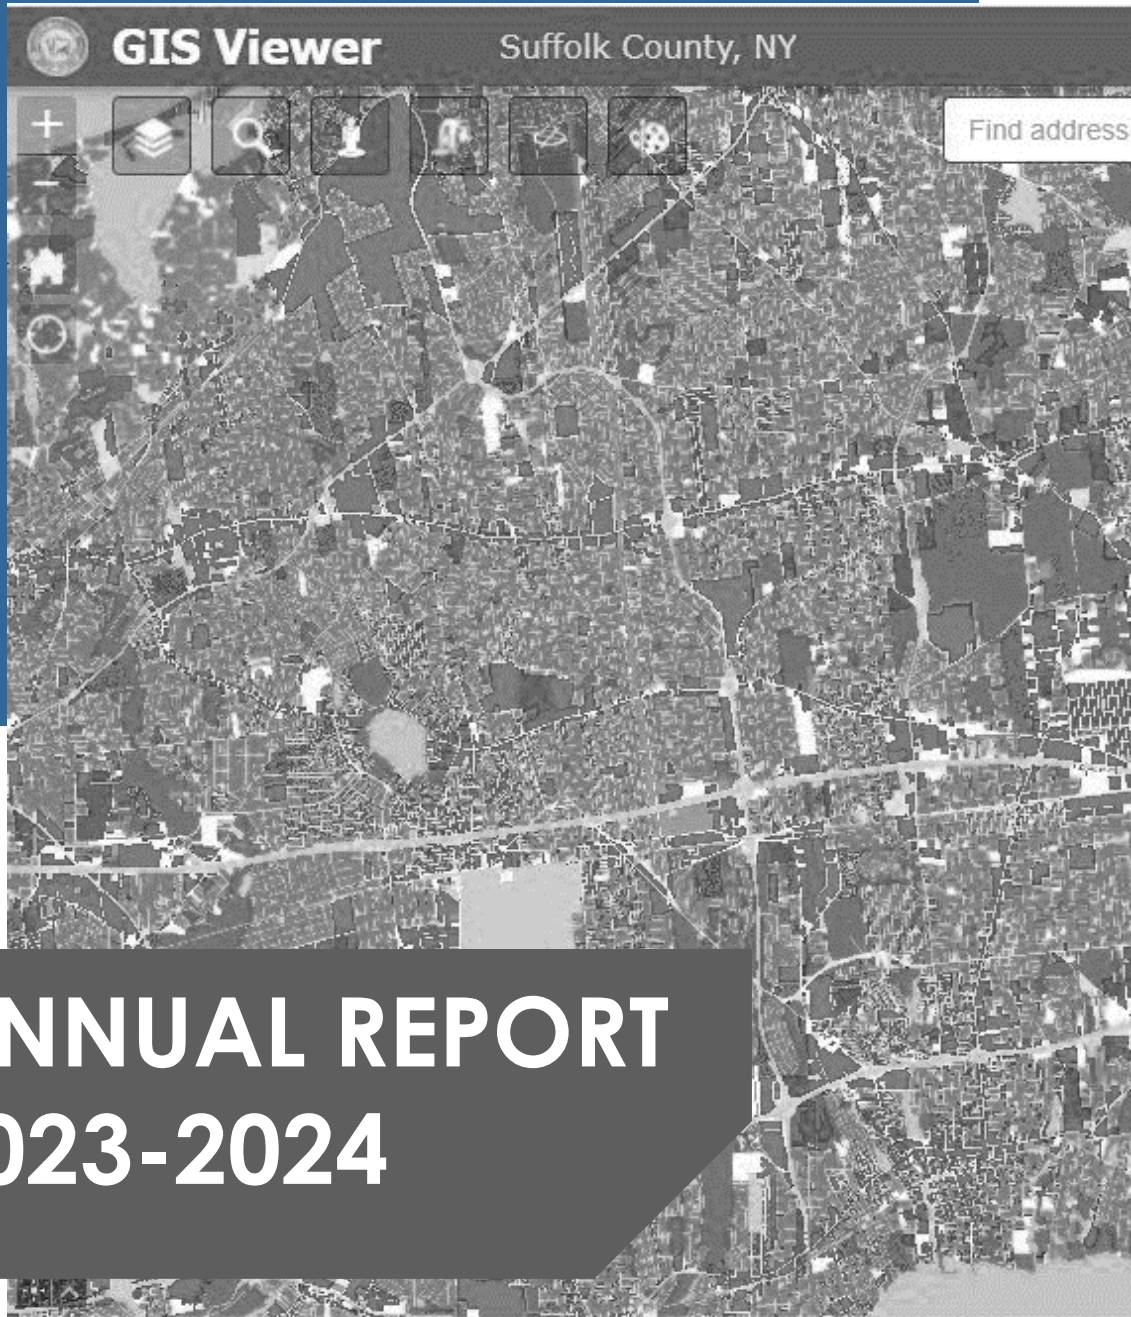 GIS Viewer
Suffolk County, NY
Find address
NNUAL REPORT
023-2024